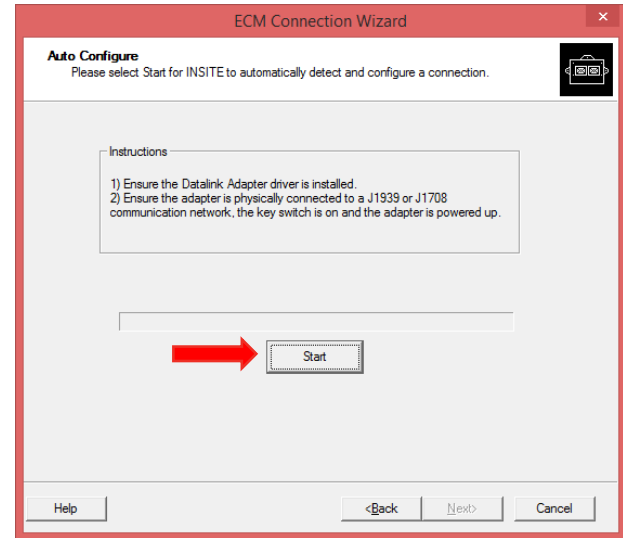 ECM Connection Wizard
×
Auto Configure
Please select Start for INSITE to automatically detect and configure a connection.
Instructions
1) Ensure the Datalink Adapter driver is installed.
2) Ensure the adapter is physically connected to a J1939 or J1708
communication network, the key switch is on and the adapter is powered up.
Start
Help
<Back
Next>
Cancel